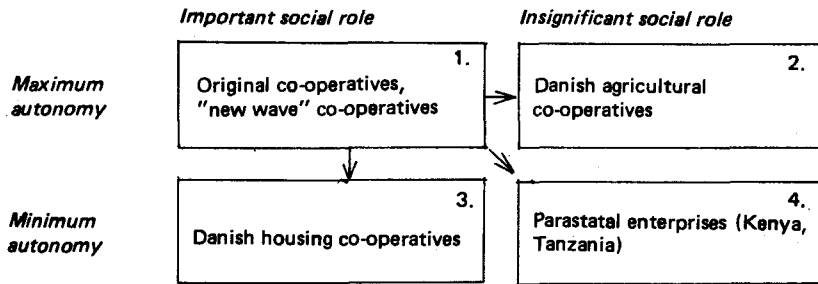 Important social role
Insignificant social role
Maximum
autonomy
1.
Original co-operatives,
"new wave" co-operatives
2.
Danish agricultural
co-operatives
Minimum
autonomy
3.
Danish housing co-operatives
4.
Parastatal enterprises (Kenya,
Tanzania)